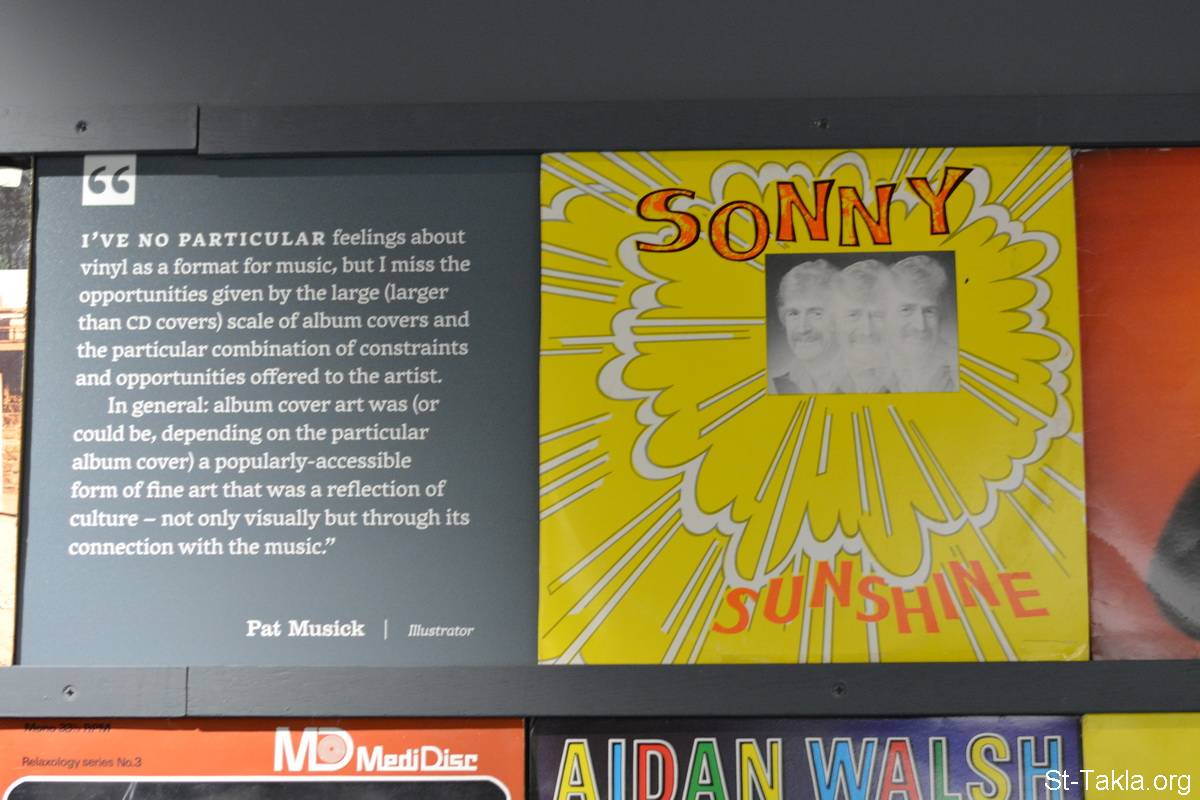 “
I’VE NO PARTICULAR feelings about
vinyl as a format for music, but I miss the
opportunities given by the large (larger
than CD covers) scale of album covers and
the particular combination of constraints
and opportunities offered to the artist.
In general: album cover art was (or
could be, depending on the particular
album cover) a popularly-accessible
form of fine art that was a reflection of
culture – not only visually but through its
connection with the music.”
Pat Musick | Illustrator
SONNY
SUNSHINE
Mono 33⅓ RPM
Relaxology series No.3
MD MediDisc
AIDAN WALSH
St-Takla.org